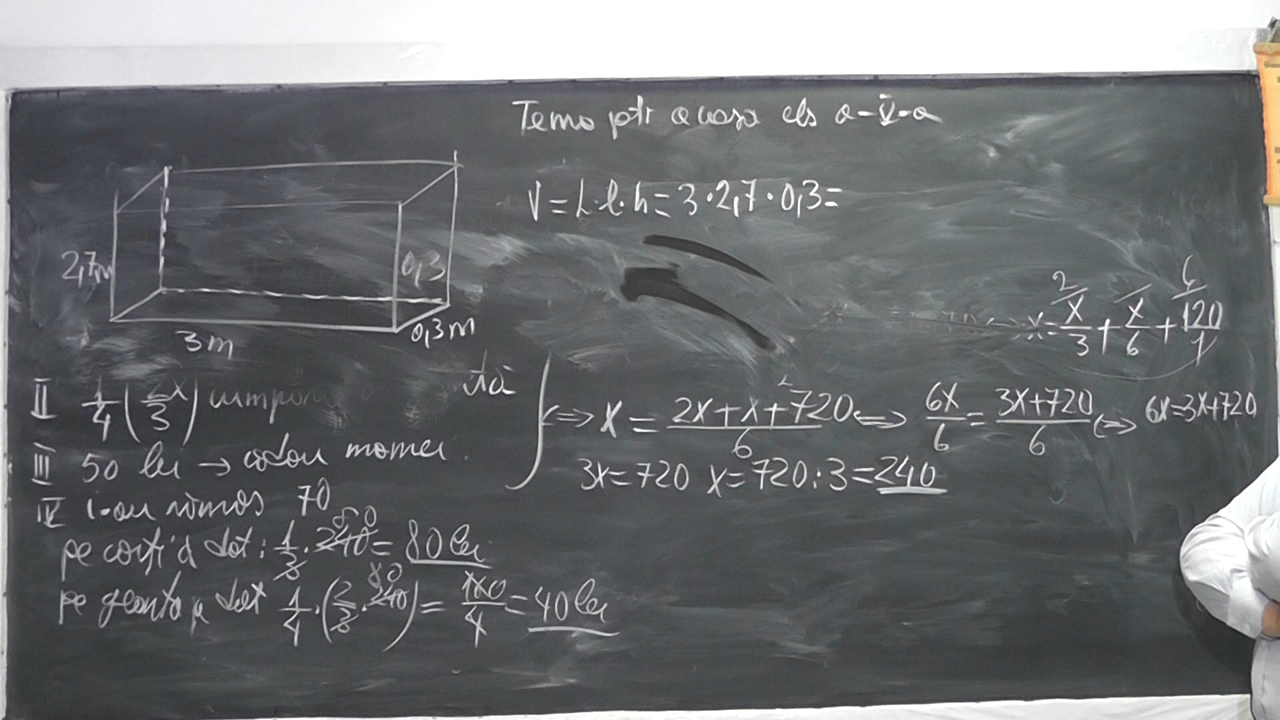 Tema ptr acasa cls a-V-a
V = L·l·h = 3·2,7·0,3=
2,7m
0,3
0,3m
3m
x = x/3 + x/6 + 120/1
II 1/4 (2x/3)
III 50 lei → cadou mamei.
IV i-au rămas 70
⇔ x = 2x+x+720 / 6 ⇔ 6x/6 = 3x+720 / 6 ⇔ 6x=3x+720
3x=720 x=720:3=240
pe cărți a dat: 1/3 · 240 = 80 lei
pe geantă a dat 1/4·(2/3·240) = 160/4 = 40 lei